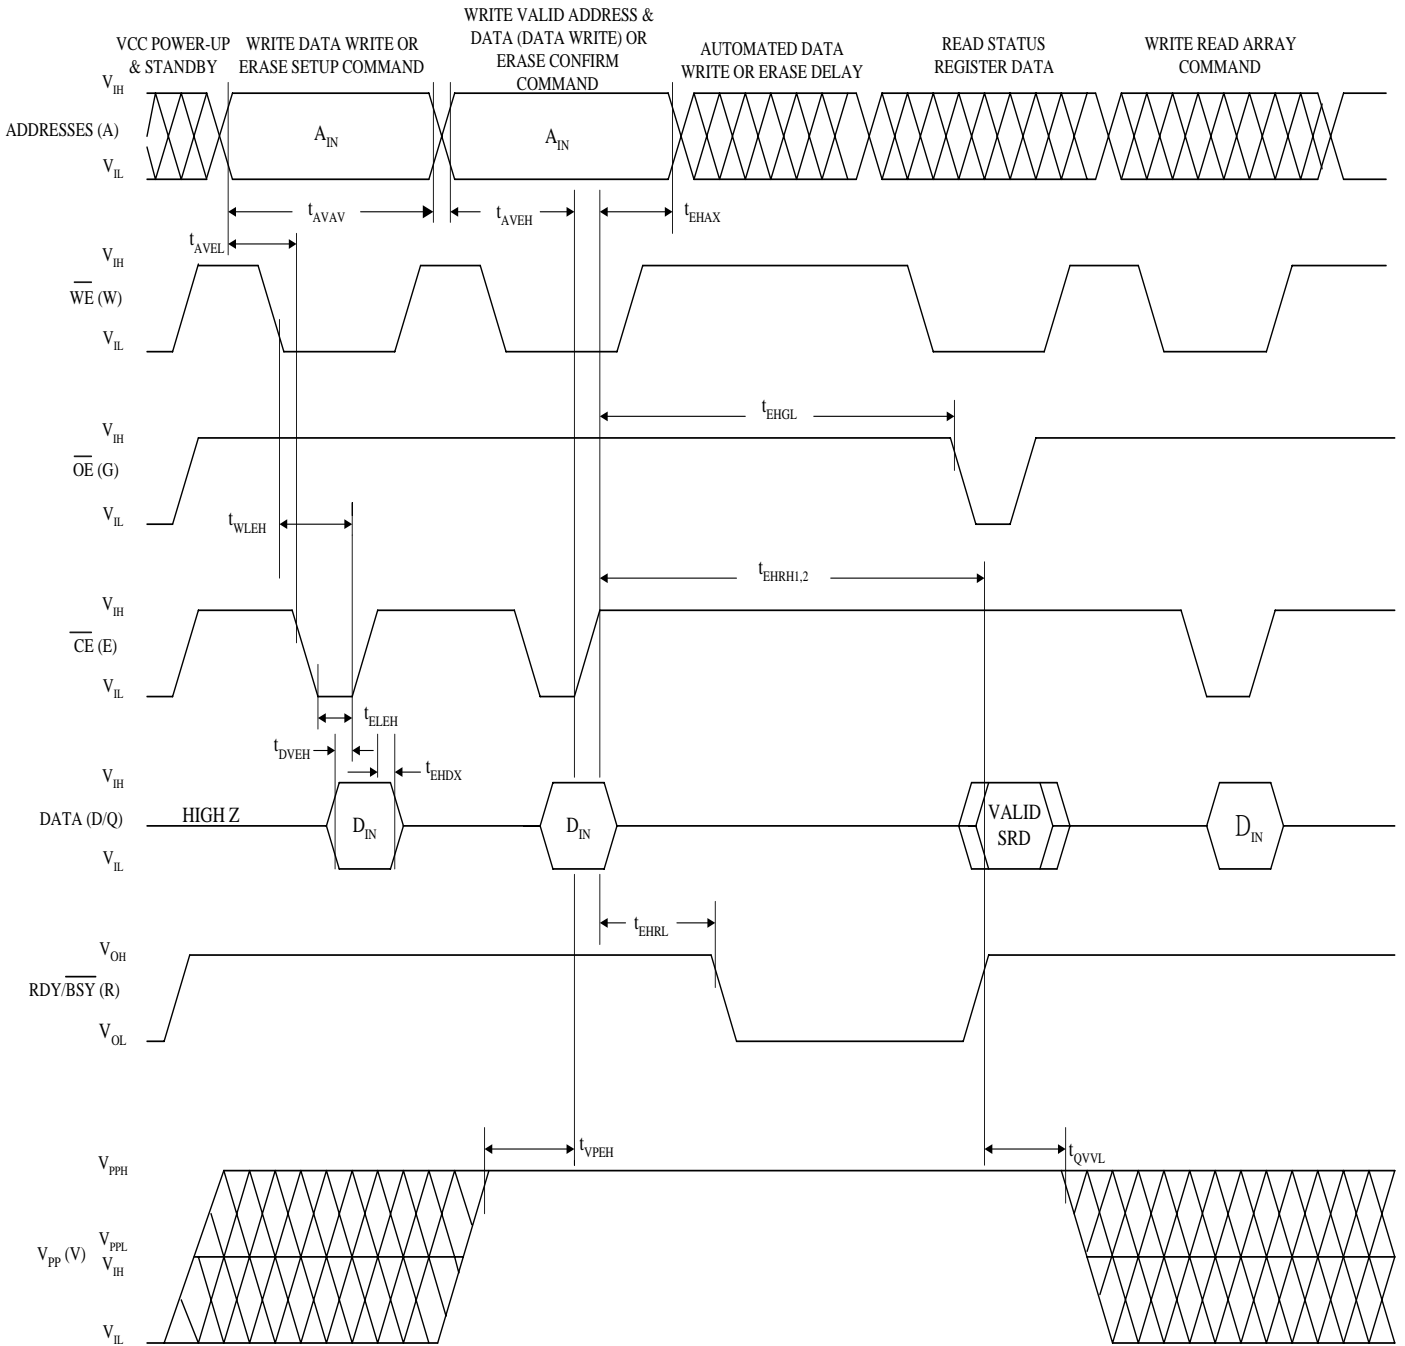 VCC POWER-UP
& STANDBY
WRITE DATA WRITE OR
ERASE SETUP COMMAND
WRITE VALID ADDRESS &
DATA (DATA WRITE) OR
ERASE CONFIRM
COMMAND
AUTOMATED DATA
WRITE OR ERASE DELAY
READ STATUS
REGISTER DATA
WRITE READ ARRAY
COMMAND
V_IH
ADDRESSES (A)
A_IN
A_IN
V_IL
t_AVAV
t_AVEH
t_EHAX
t_AVEL
V_IH
W̅E̅ (W)
V_IL
t_EHGL
V_IH
O̅E̅ (G)
V_IL
t_WLEH
t_EHRH1,2
V_IH
C̅E̅ (E)
V_IL
t_ELEH
t_DVEH
t_EHDX
V_IH
DATA (D/Q)
HIGH Z
D_IN
D_IN
VALID
SRD
D_IN
V_IL
t_EHRL
V_OH
RDY/B̅S̅Y̅ (R)
V_OL
t_VPEH
t_QVVL
V_PPH
V_PP (V)
V_PPL
V_IH
V_IL